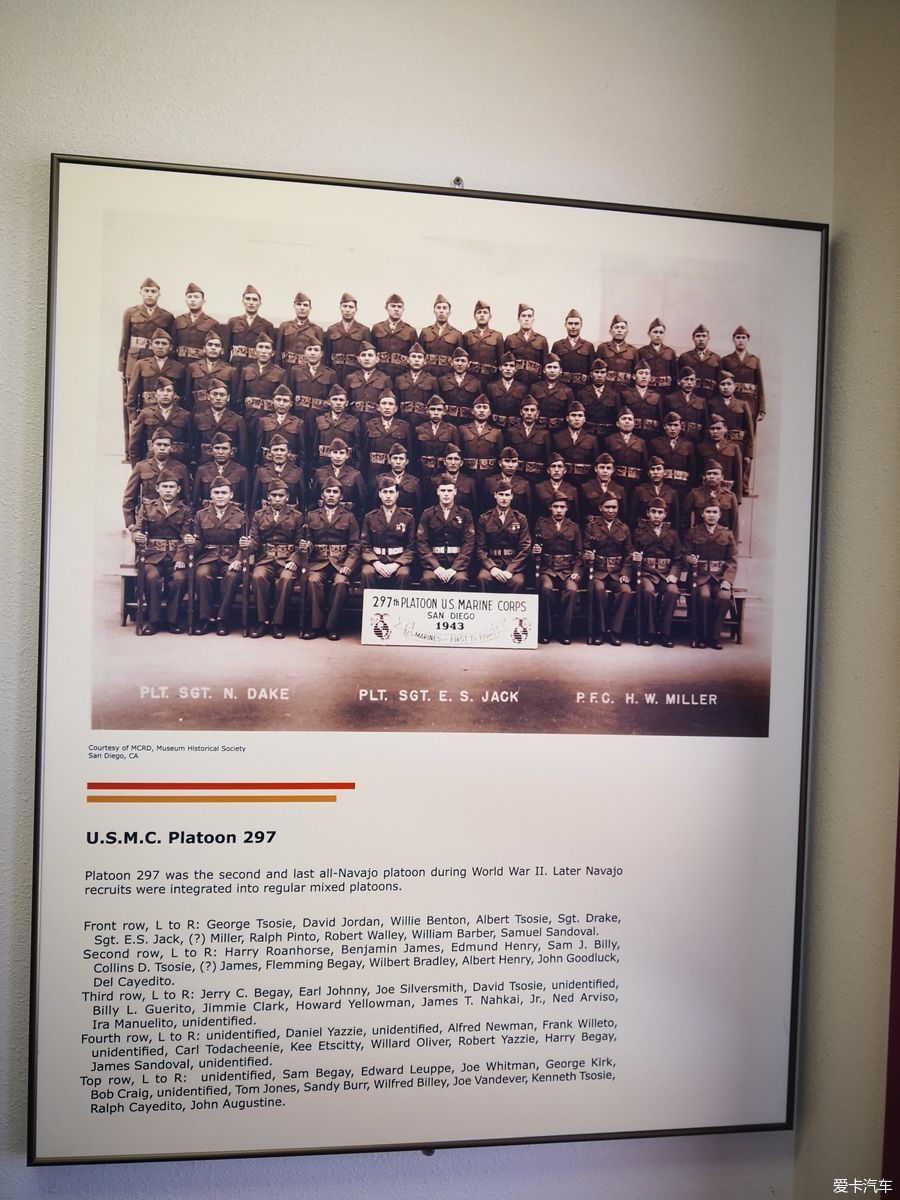 297th PLATOON U.S. MARINE CORPS
SAN DIEGO
1943
U.S. MARINES — FIRST TO FIGHT
PLT. SGT. N. DAKE PLT. SGT. E. S. JACK P.F.C. H. W. MILLER
Courtesy of MCRD, Museum Historical Society
San Diego, CA
U.S.M.C. Platoon 297
Platoon 297 was the second and last all-Navajo platoon during World War II. Later Navajo
recruits were integrated into regular mixed platoons.
Front row, L to R: George Tsosie, David Jordan, Willie Benton, Albert Tsosie, Sgt. Drake,
Sgt. E.S. Jack, (?) Miller, Ralph Pinto, Robert Walley, William Barber, Samuel Sandoval.
Second row, L to R: Harry Roanhorse, Benjamin James, Edmund Henry, Sam J. Billy,
Collins D. Tsosie, (?) James, Flemming Begay, Wilbert Bradley, Albert Henry, John Goodluck,
Del Cayedito.
Third row, L to R: Jerry C. Begay, Earl Johnny, Joe Silversmith, David Tsosie, unidentified,
Billy L. Guerito, Jimmie Clark, Howard Yellowman, James T. Nahkai, Jr., Ned Arviso,
Ira Manuelito, unidentified.
Fourth row, L to R: unidentified, Daniel Yazzie, unidentified, Alfred Newman, Frank Willeto,
unidentified, Carl Todacheenie, Kee Etscitty, Willard Oliver, Robert Yazzie, Harry Begay,
James Sandoval, unidentified.
Top row, L to R: unidentified, Sam Begay, Edward Leuppe, Joe Whitman, George Kirk,
Bob Craig, unidentified, Tom Jones, Sandy Burr, Wilfred Billey, Joe Vandever, Kenneth Tsosie,
Ralph Cayedito, John Augustine.
爱卡汽车